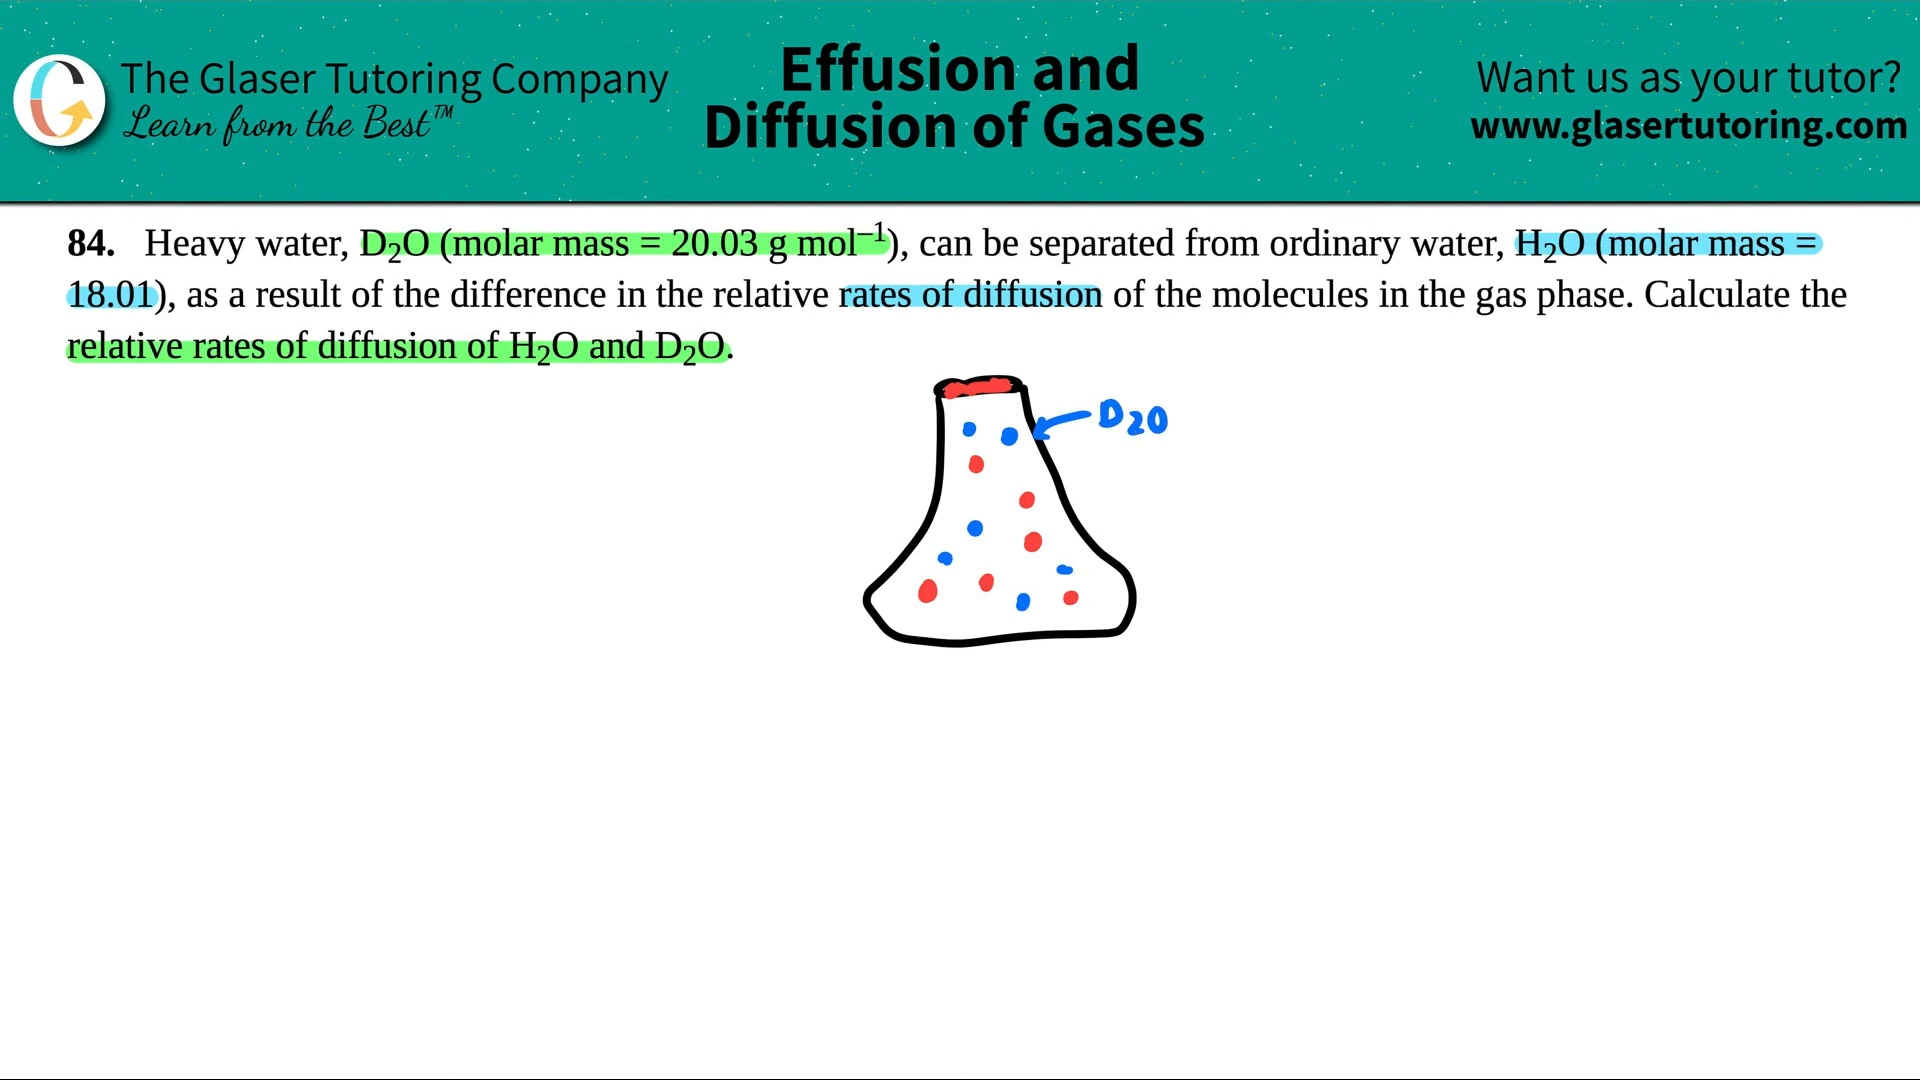 The Glaser Tutoring Company
Learn from the Best™
Effusion and
Diffusion of Gases
Want us as your tutor?
www.glasertutoring.com
84. Heavy water, D₂O (molar mass = 20.03 g mol⁻¹), can be separated from ordinary water, H₂O (molar mass =
18.01), as a result of the difference in the relative rates of diffusion of the molecules in the gas phase. Calculate the
relative rates of diffusion of H₂O and D₂O.
D₂O